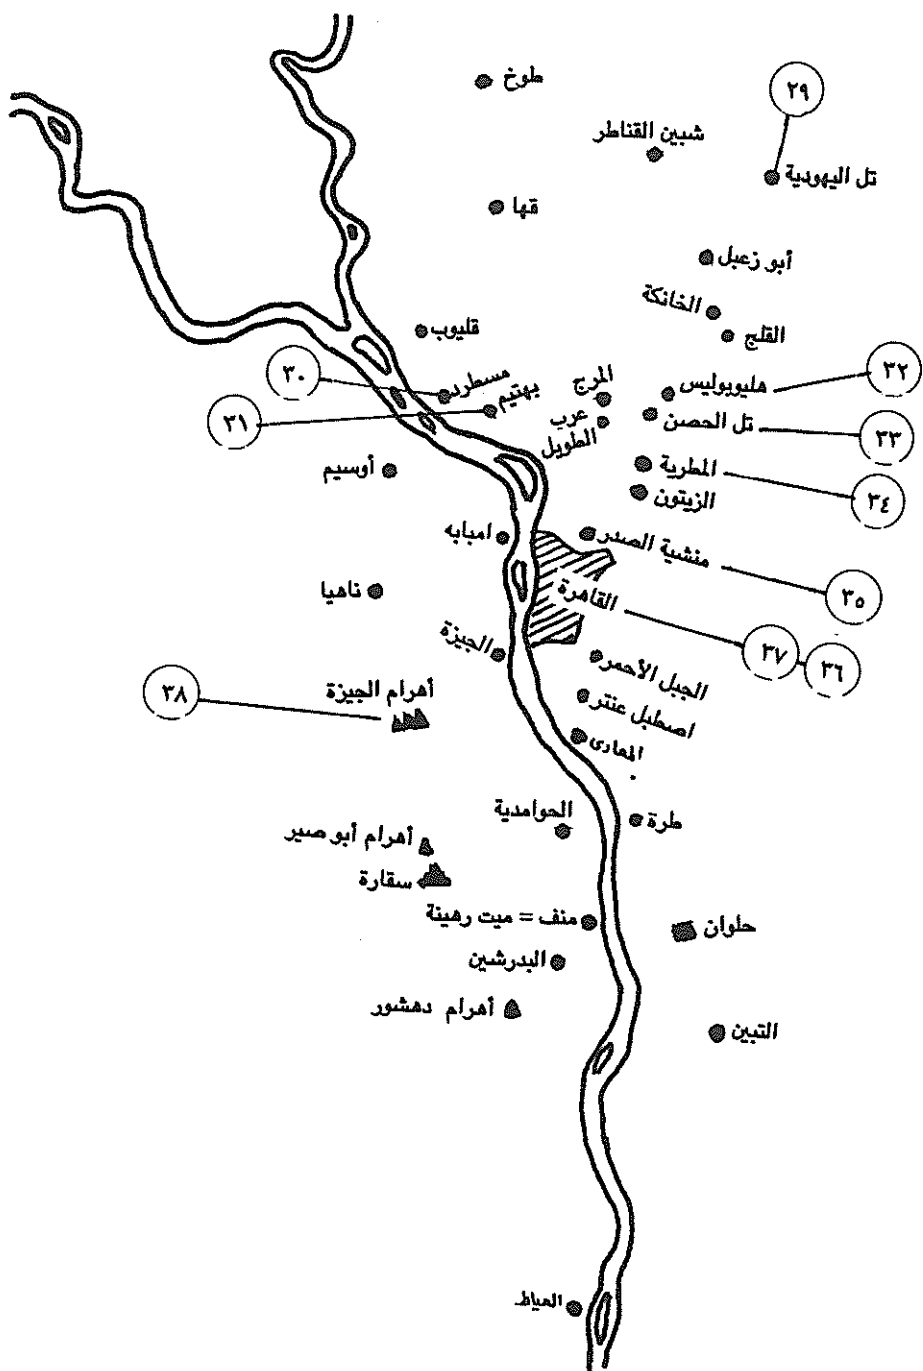 طوخ
٢٩
شبين القناطر
تل اليهودية
قها
أبو زعبل
الخانكة
القلج
قليوب
٣٠
مسطرد
٣١
بهتيم
المرج
هليوبوليس
٣٢
عرب
الطويل
تل الحصن
٣٣
أوسيم
المطرية
٣٤
الزيتون
امبابه
منشية الصدر
٣٥
ناهيا
القاهرة
٣٧
٣٦
الجيزة
الجبل الأحمر
٣٨
أهرام الجيزة
اصطبل عنتر
المعادى
الحوامدية
طرة
أهرام أبو صير
سقارة
منف = ميت رهينة
حلوان
البدرشين
أهرام دهشور
التبين
العياط